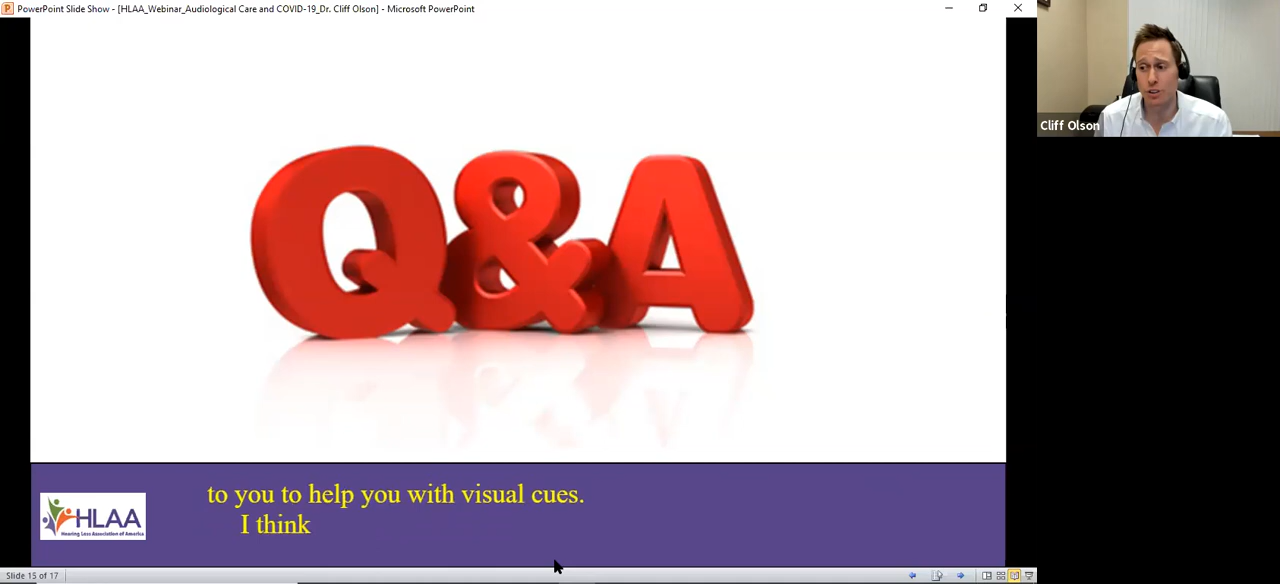 PowerPoint Slide Show - [HLAA_Webinar_Audiological Care and COVID-19_Dr. Cliff Olson] - Microsoft PowerPoint
Cliff Olson
Q&A
to you to help you with visual cues.
I think
HLAA
Hearing Loss Association of America
Slide 15 of 17